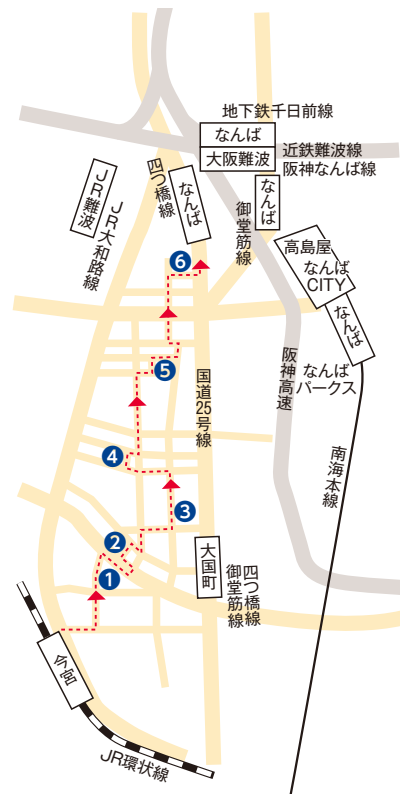 地下鉄千日前線
なんば
大阪難波
近鉄難波線
阪神なんば線
四つ橋線
なんば
なんば
御堂筋線
JR難波
JR大和路線
高島屋
なんば
CITY
なんば
6
5
国道25号線
阪神高速
なんば
パークス
南海本線
4
3
2
1
大国町
四つ橋線
御堂筋線
今宮
JR環状線